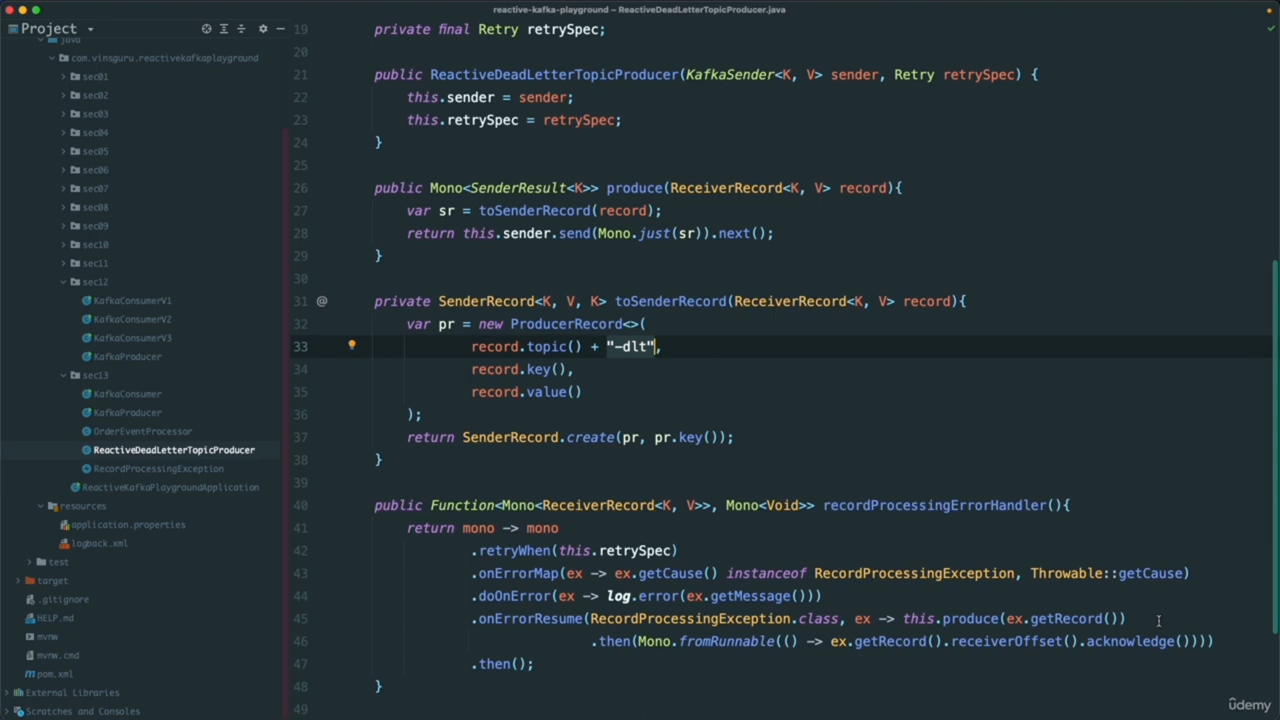 reactive-kafka-playground – ReactiveDeadLetterTopicProducer.java
Project
java
com.vinsguru.reactivekafkaplayground
sec01
sec02
sec03
sec04
sec05
sec06
sec07
sec08
sec09
sec10
sec11
sec12
KafkaConsumerV1
KafkaConsumerV2
KafkaConsumerV3
KafkaProducer
sec13
KafkaConsumer
KafkaProducer
OrderEventProcessor
ReactiveDeadLetterTopicProducer
RecordProcessingException
ReactiveKafkaPlaygroundApplication
resources
application.properties
logback.xml
test
target
.gitignore
HELP.md
mvnw
mvnw.cmd
pom.xml
External Libraries
Scratches and Consoles
19 private final Retry retrySpec;
20
21 public ReactiveDeadLetterTopicProducer(KafkaSender<K, V> sender, Retry retrySpec) {
22 this.sender = sender;
23 this.retrySpec = retrySpec;
24 }
25
26 public Mono<SenderResult<K>> produce(ReceiverRecord<K, V> record){
27 var sr = toSenderRecord(record);
28 return this.sender.send(Mono.just(sr)).next();
29 }
30
31 @ private SenderRecord<K, V, K> toSenderRecord(ReceiverRecord<K, V> record){
32 var pr = new ProducerRecord<>(
33 record.topic() + "-dlt",
34 record.key(),
35 record.value()
36 );
37 return SenderRecord.create(pr, pr.key());
38 }
39
40 public Function<Mono<ReceiverRecord<K, V>>, Mono<Void>> recordProcessingErrorHandler(){
41 return mono -> mono
42 .retryWhen(this.retrySpec)
43 .onErrorMap(ex -> ex.getCause() instanceof RecordProcessingException, Throwable::getCause)
44 .doOnError(ex -> log.error(ex.getMessage()))
45 .onErrorResume(RecordProcessingException.class, ex -> this.produce(ex.getRecord())
46 .then(Mono.fromRunnable(() -> ex.getRecord().receiverOffset().acknowledge())))
47 .then();
48 }
49
ûdemy